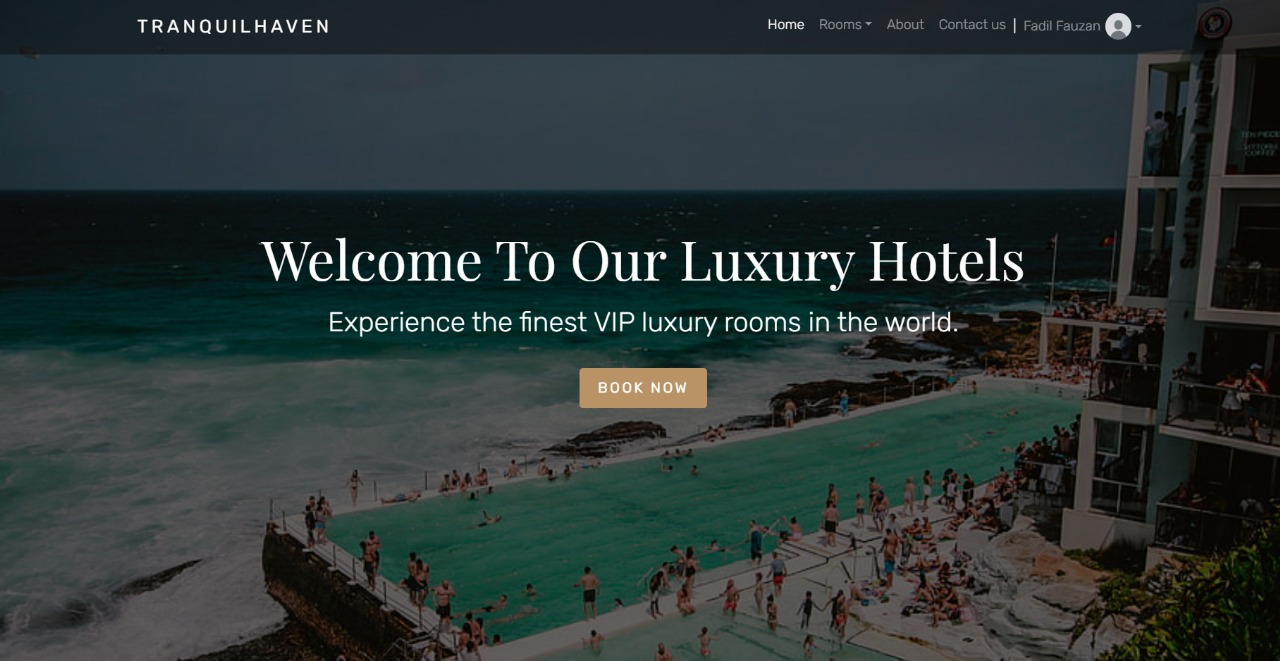 TRANQUILHAVEN
Home Rooms About Contact us | Fadil Fauzan
Welcome To Our Luxury Hotels
Experience the finest VIP luxury rooms in the world.
BOOK NOW